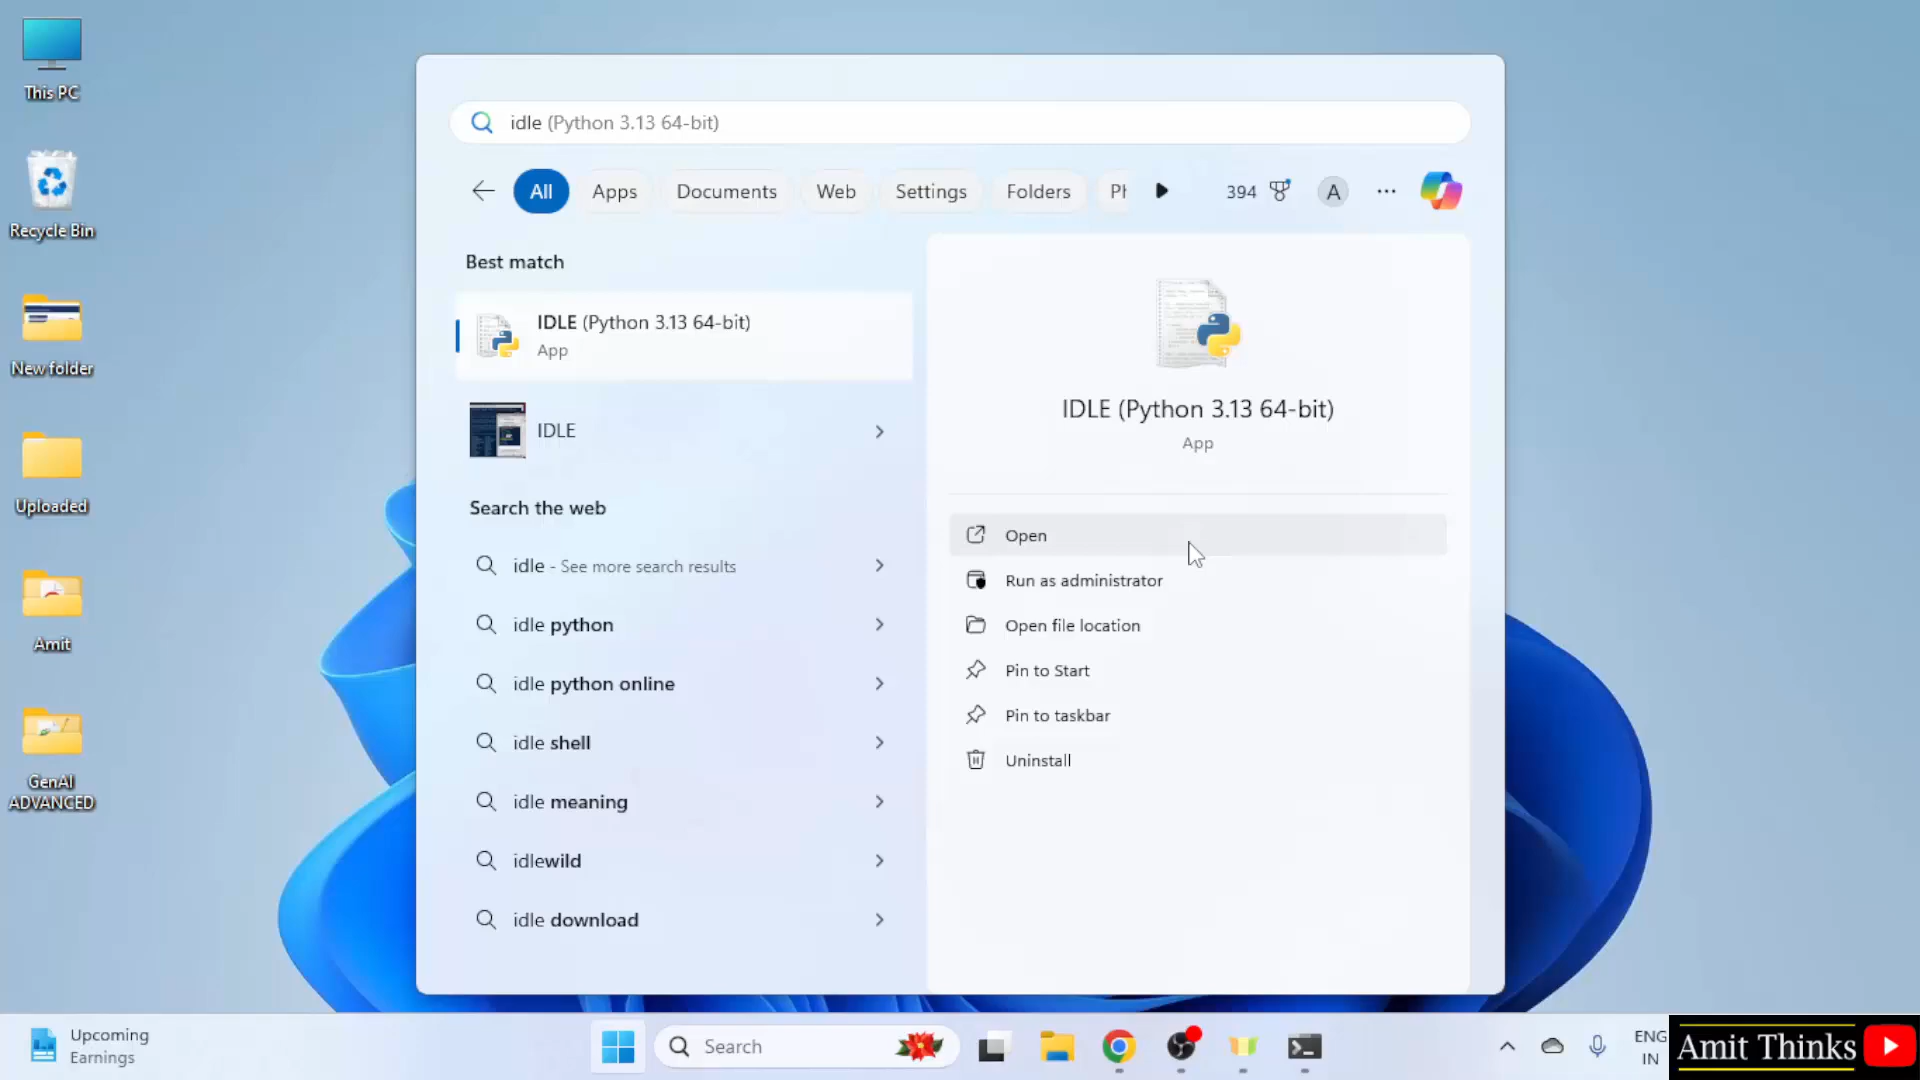 This PC
Recycle Bin
New folder
Uploaded
Amit
GenAI
ADVANCED
idle (Python 3.13 64-bit)
All
Apps
Documents
Web
Settings
Folders
394
A
Best match
IDLE (Python 3.13 64-bit)
App
IDLE
Search the web
idle - See more search results
idle python
idle python online
idle shell
idle meaning
idlewild
idle download
IDLE (Python 3.13 64-bit)
App
Open
Run as administrator
Open file location
Pin to Start
Pin to taskbar
Uninstall
Upcoming
Earnings
Search
ENG
IN
Amit Thinks